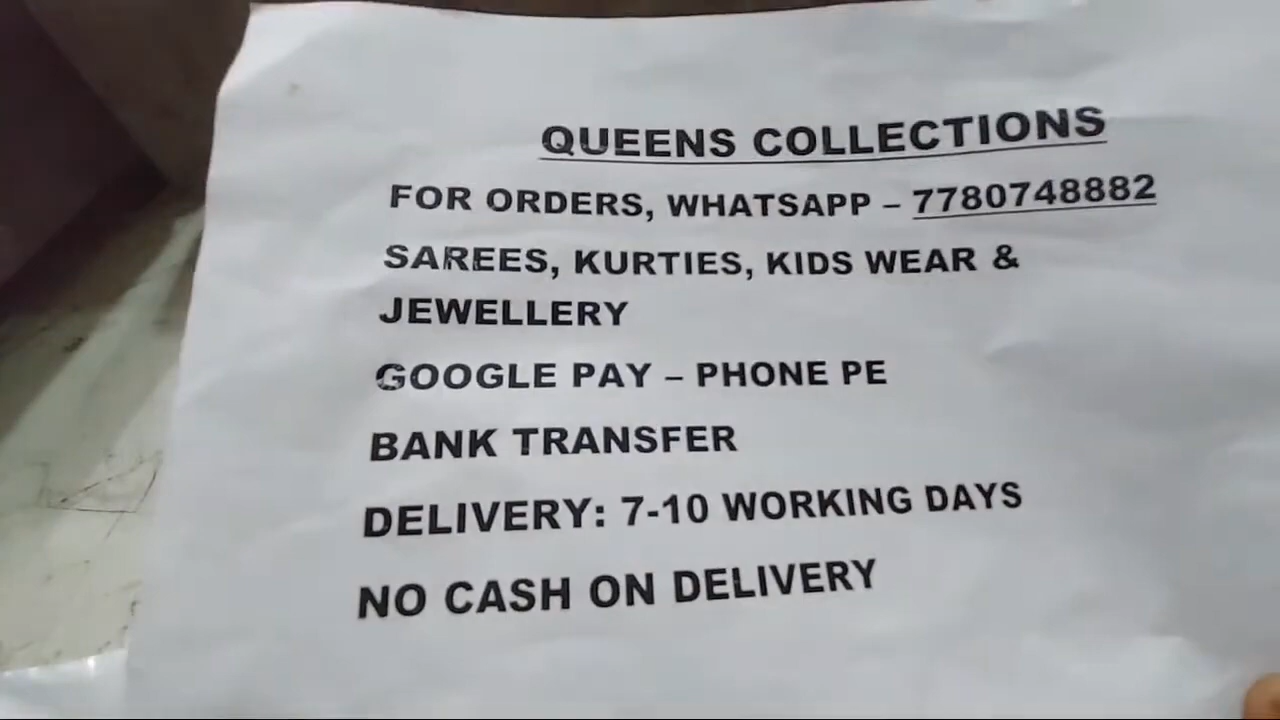 QUEENS COLLECTIONS
FOR ORDERS, WHATSAPP – 7780748882
SAREES, KURTIES, KIDS WEAR &
JEWELLERY
GOOGLE PAY – PHONE PE
BANK TRANSFER
DELIVERY: 7-10 WORKING DAYS
NO CASH ON DELIVERY